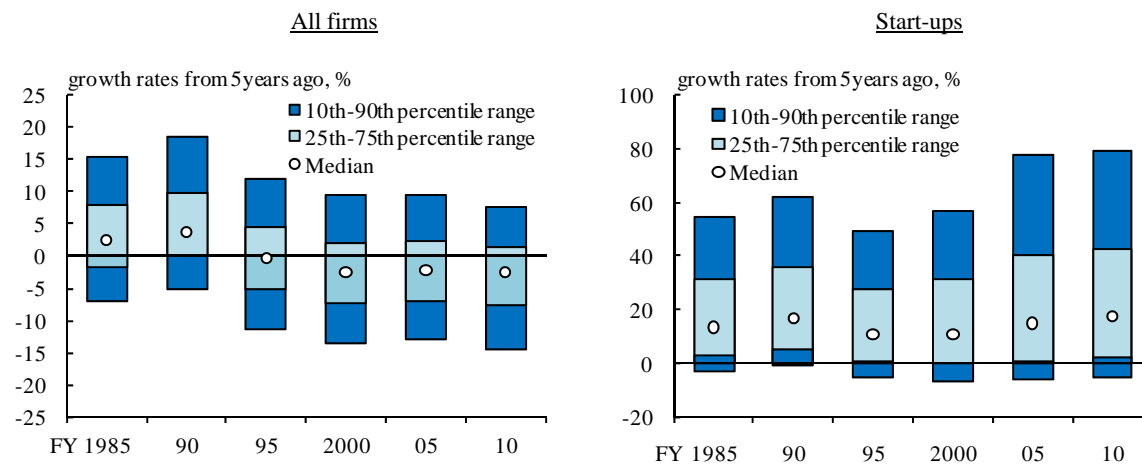 All firms
growth rates from 5years ago, %
25
20
15
10
5
0
-5
-10
-15
-20
-25
10th-90th percentile range
25th-75th percentile range
Median
FY 1985 90 95 2000 05 10
Start-ups
growth rates from 5years ago, %
100
80
60
40
20
0
-20
10th-90th percentile range
25th-75th percentile range
Median
FY 1985 90 95 2000 05 10